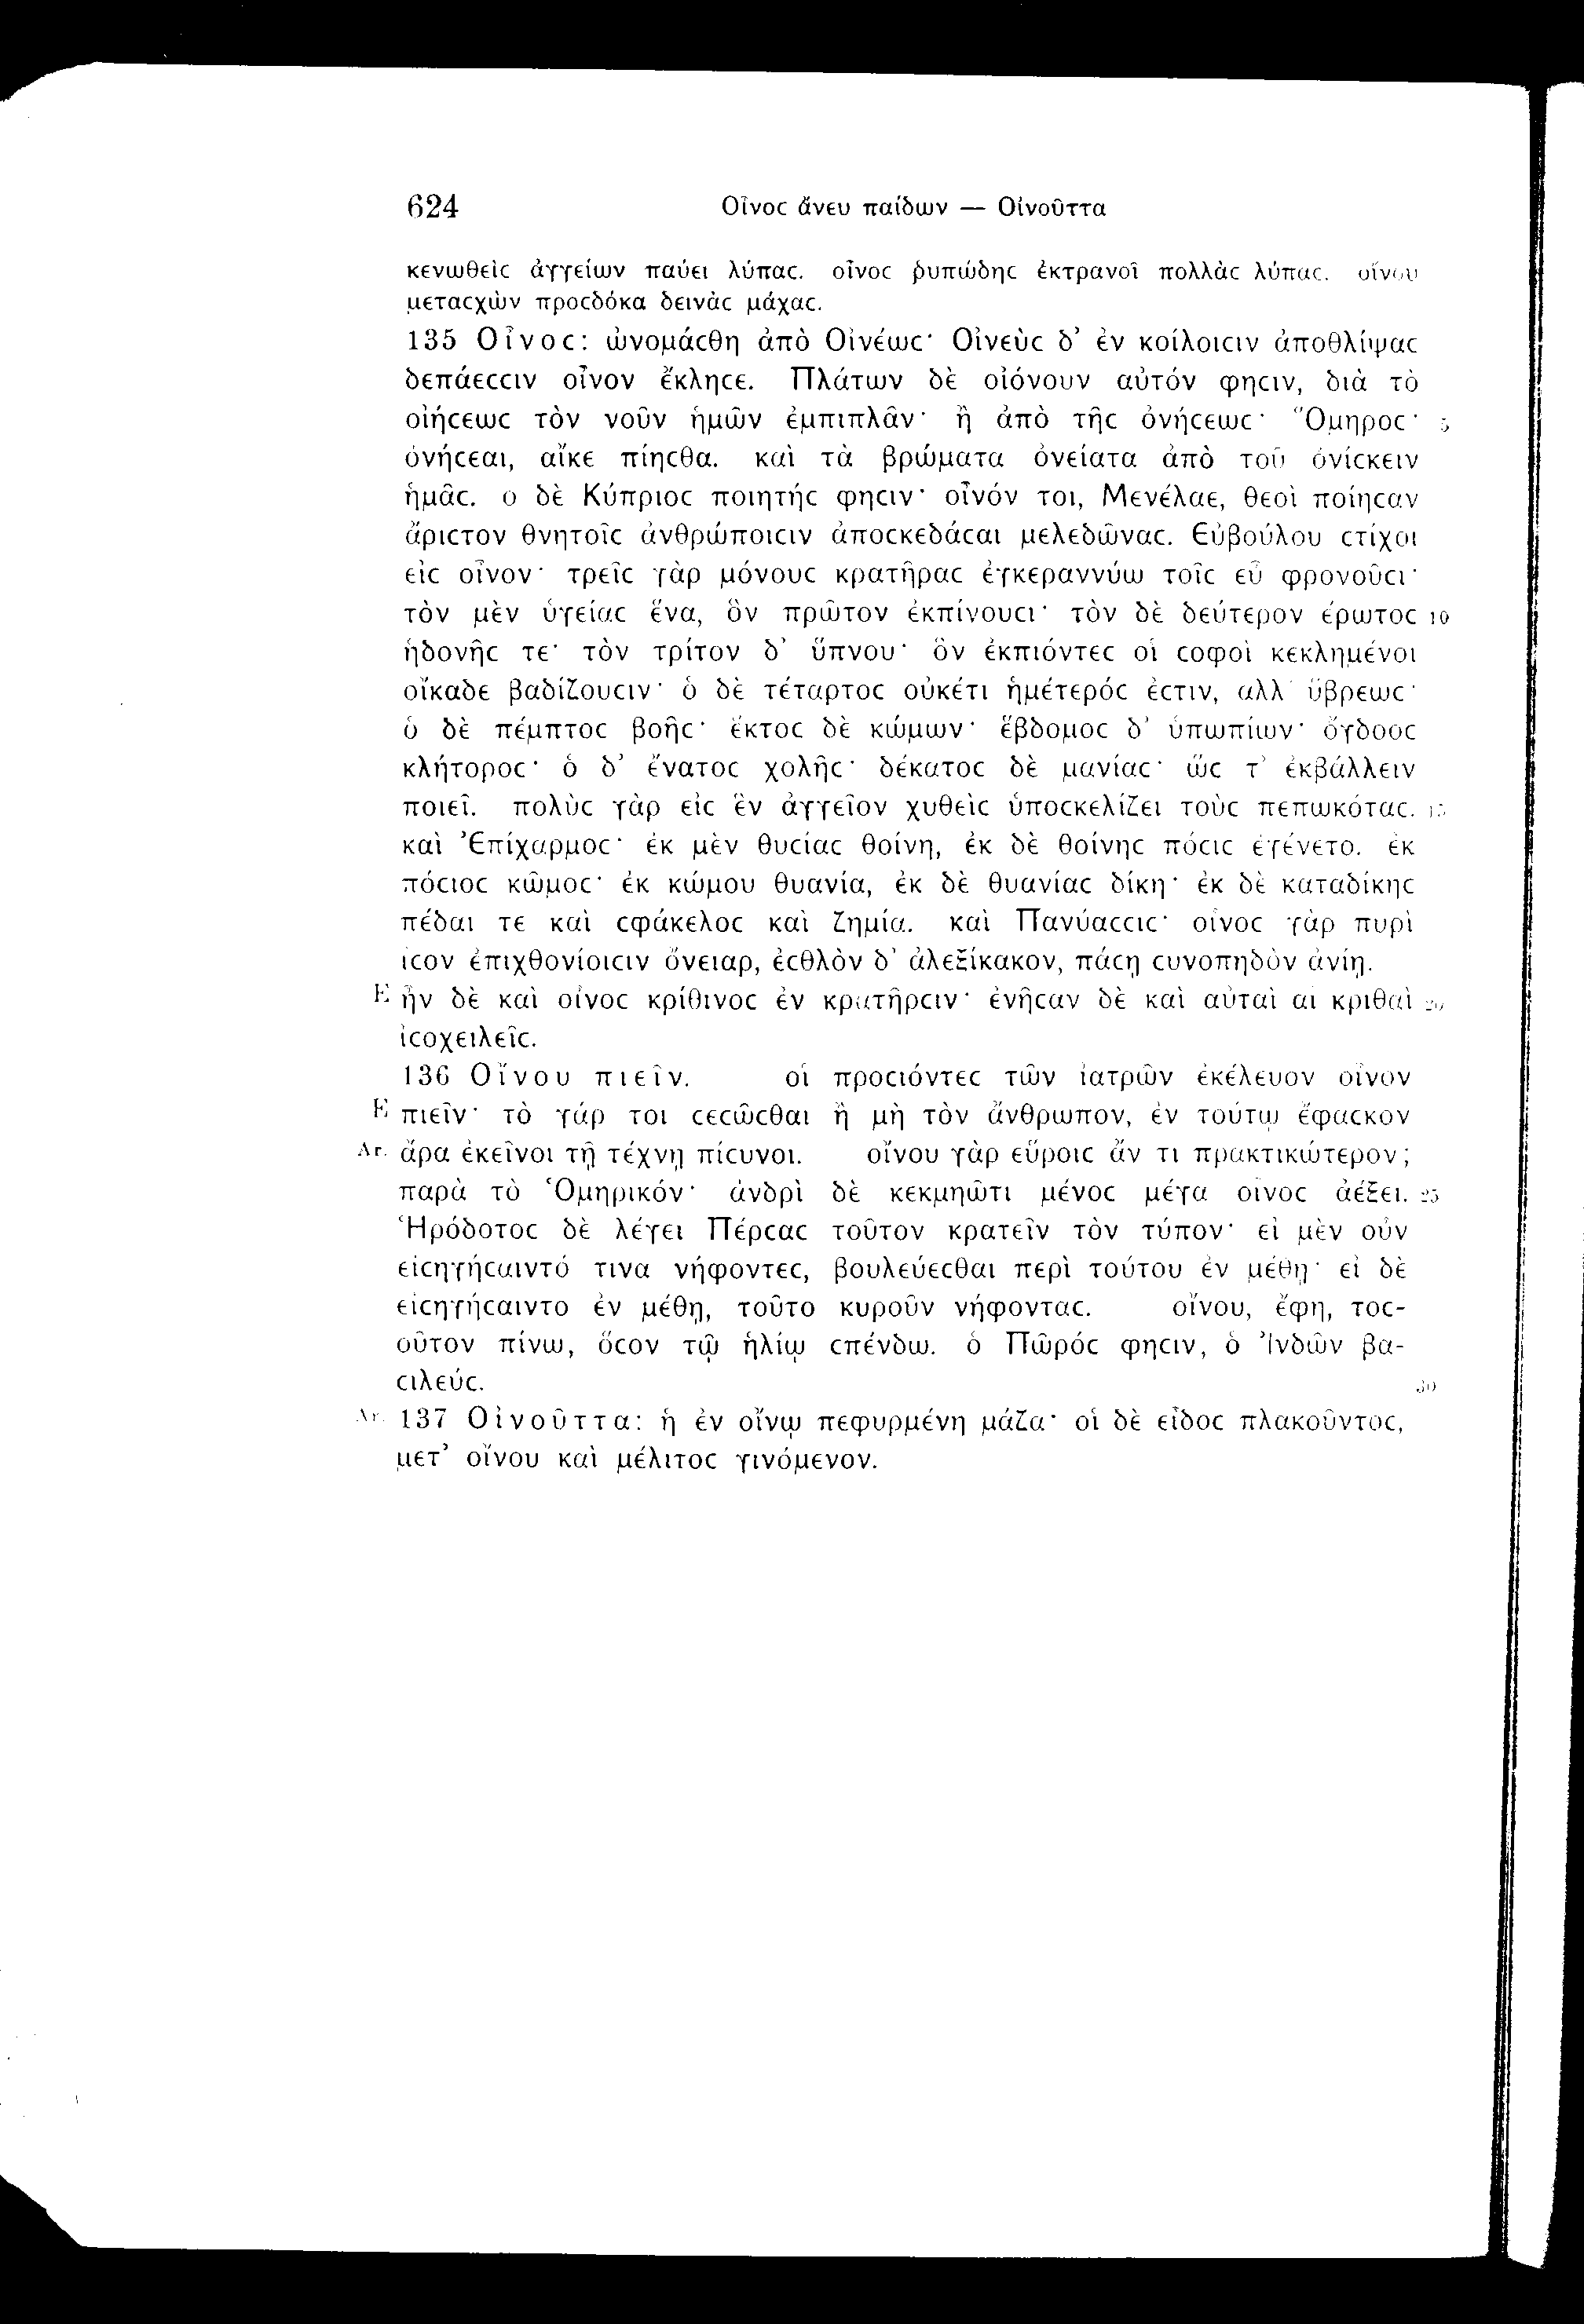 624 Οἶνοϲ ἄνευ παίδων — Οἰνοῦττα
κενωθεὶϲ ἀγγείων παύει λύπαϲ. οἶνοϲ ῥυπώδηϲ ἐκτρανοῖ πολλὰϲ λύπαϲ. οἴνου
μεταϲχὼν προϲδόκα δεινὰϲ μάχαϲ.
135 Οἶνοϲ: ὠνομάϲθη ἀπὸ Οἰνέωϲ· Οἰνεὺϲ δ’ ἐν κοίλοιϲιν ἀποθλίψαϲ
δεπάεϲϲιν οἶνον ἔκληϲε. Πλάτων δὲ οἰόνουν αὐτόν φηϲιν, διὰ τὸ
οἰήϲεωϲ τὸν νοῦν ἡμῶν ἐμπιπλᾶν· ἢ ἀπὸ τῆϲ ὀνήϲεωϲ· Ὅμηροϲ· 5
ὀνήϲεαι, αἴκε πίηϲθα. καὶ τὰ βρώματα ὀνείατα ἀπὸ τοῦ ὀνίϲκειν
ἡμᾶϲ. ο δὲ Κύπριοϲ ποιητήϲ φηϲιν· οἶνόν τοι, Μενέλαε, θεοὶ ποίηϲαν
ἄριϲτον θνητοῖϲ ἀνθρώποιϲιν ἀποϲκεδάϲαι μελεδῶναϲ. Εὐβούλου ϲτίχοι
εἰϲ οἶνον· τρεῖϲ γὰρ μόνουϲ κρατῆραϲ ἐγκεραννύω τοῖϲ εὖ φρονοῦϲι·
τὸν μὲν ὑγείαϲ ἕνα, ὃν πρῶτον ἐκπίνουϲι· τὸν δὲ δεύτερον ἔρωτοϲ 10
ἡδονῆϲ τε· τὸν τρίτον δ’ ὕπνου· ὃν ἐκπιόντεϲ οἱ ϲοφοὶ κεκλημένοι
οἴκαδε βαδίζουϲιν· ὁ δὲ τέταρτοϲ οὐκέτι ἡμέτερόϲ ἐϲτιν, αλλ’ ὕβρεωϲ·
ὁ δὲ πέμπτοϲ βοῆϲ· ἕκτοϲ δὲ κώμων· ἕβδομοϲ δ’ ὑπωπίων· ὄγδοοϲ
κλήτοροϲ· ὁ δ’ ἔνατοϲ χολῆϲ· δέκατοϲ δὲ μανίαϲ· ὥϲ τ’ ἐκβάλλειν
ποιεῖ. πολὺϲ γὰρ εἰϲ ἓν ἀγγεῖον χυθεὶϲ ὑποϲκελίζει τοὺϲ πεπωκόταϲ. 15
καὶ Ἐπίχαρμοϲ· ἐκ μὲν θυϲίαϲ θοίνη, ἐκ δὲ θοίνηϲ πόϲιϲ ἐγένετο. ἐκ
πόϲιοϲ κῶμοϲ· ἐκ κώμου θυανία, ἐκ δὲ θυανίαϲ δίκη· ἐκ δὲ καταδίκηϲ
πέδαι τε καὶ ϲφάκελοϲ καὶ ζημία. καὶ Πανύαϲϲιϲ· οἶνοϲ γὰρ πυρὶ
ιϲον ἐπιχθονίοιϲιν ὄνειαρ, ἐϲθλὸν δ’ ἀλεξίκακον, πάϲῃ ϲυνοπηδὸν ἀνίῃ.
E ἦν δὲ καὶ οἶνοϲ κρίθινοϲ ἐν κρατῆρϲιν· ἐνῆϲαν δὲ καὶ αὐταὶ αἱ κριθαὶ 20
ἰϲοχειλεῖϲ.
136 Οἴνου πιεῖν. οἱ προϲιόντεϲ τῶν ἰατρῶν ἐκέλευον οἶνον
E πιεῖν· τὸ γάρ τοι ϲεϲῶϲθαι ἢ μὴ τὸν ἄνθρωπον, ἐν τούτῳ ἔφαϲκον
Ar. ἄρα ἐκεῖνοι τῇ τέχνῃ πίϲυνοι. οἴνου γὰρ εὕροιϲ ἄν τι πρακτικώτερον;
παρὰ τὸ Ὁμηρικόν· ἀνδρὶ δὲ κεκμηῶτι μένοϲ μέγα οἶνοϲ ἀέξει. 25
Ἡρόδοτοϲ δὲ λέγει Πέρϲαϲ τοῦτον κρατεῖν τὸν τύπον· εἰ μὲν οὖν
εἰϲηγήϲαιντό τινα νήφοντεϲ, βουλεύεϲθαι περὶ τούτου ἐν μέθῃ· εἰ δὲ
εἰϲηγήϲαιντο ἐν μέθῃ, τοῦτο κυροῦν νήφονταϲ. οἴνου, ἔφη, τοϲ-
οῦτον πίνω, ὅϲον τῷ ἡλίῳ ϲπένδω. ὁ Πῶρόϲ φηϲιν, ὁ Ἰνδῶν βα-
ϲιλεύϲ. 30
Ar. 137 Οἰνοῦττα: ἡ ἐν οἴνῳ πεφυρμένη μάζα· οἱ δὲ εἶδοϲ πλακοῦντοϲ,
μετ’ οἴνου καὶ μέλιτοϲ γινόμενον.